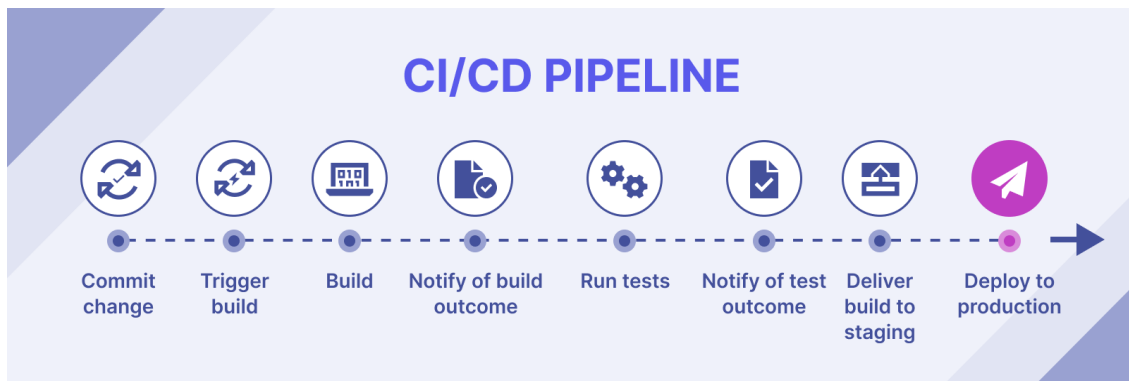 CI/CD PIPELINE
Commit
change
Trigger
build
Build
Notify of build
outcome
Run tests
Notify of test
outcome
Deliver
build to
staging
Deploy to
production